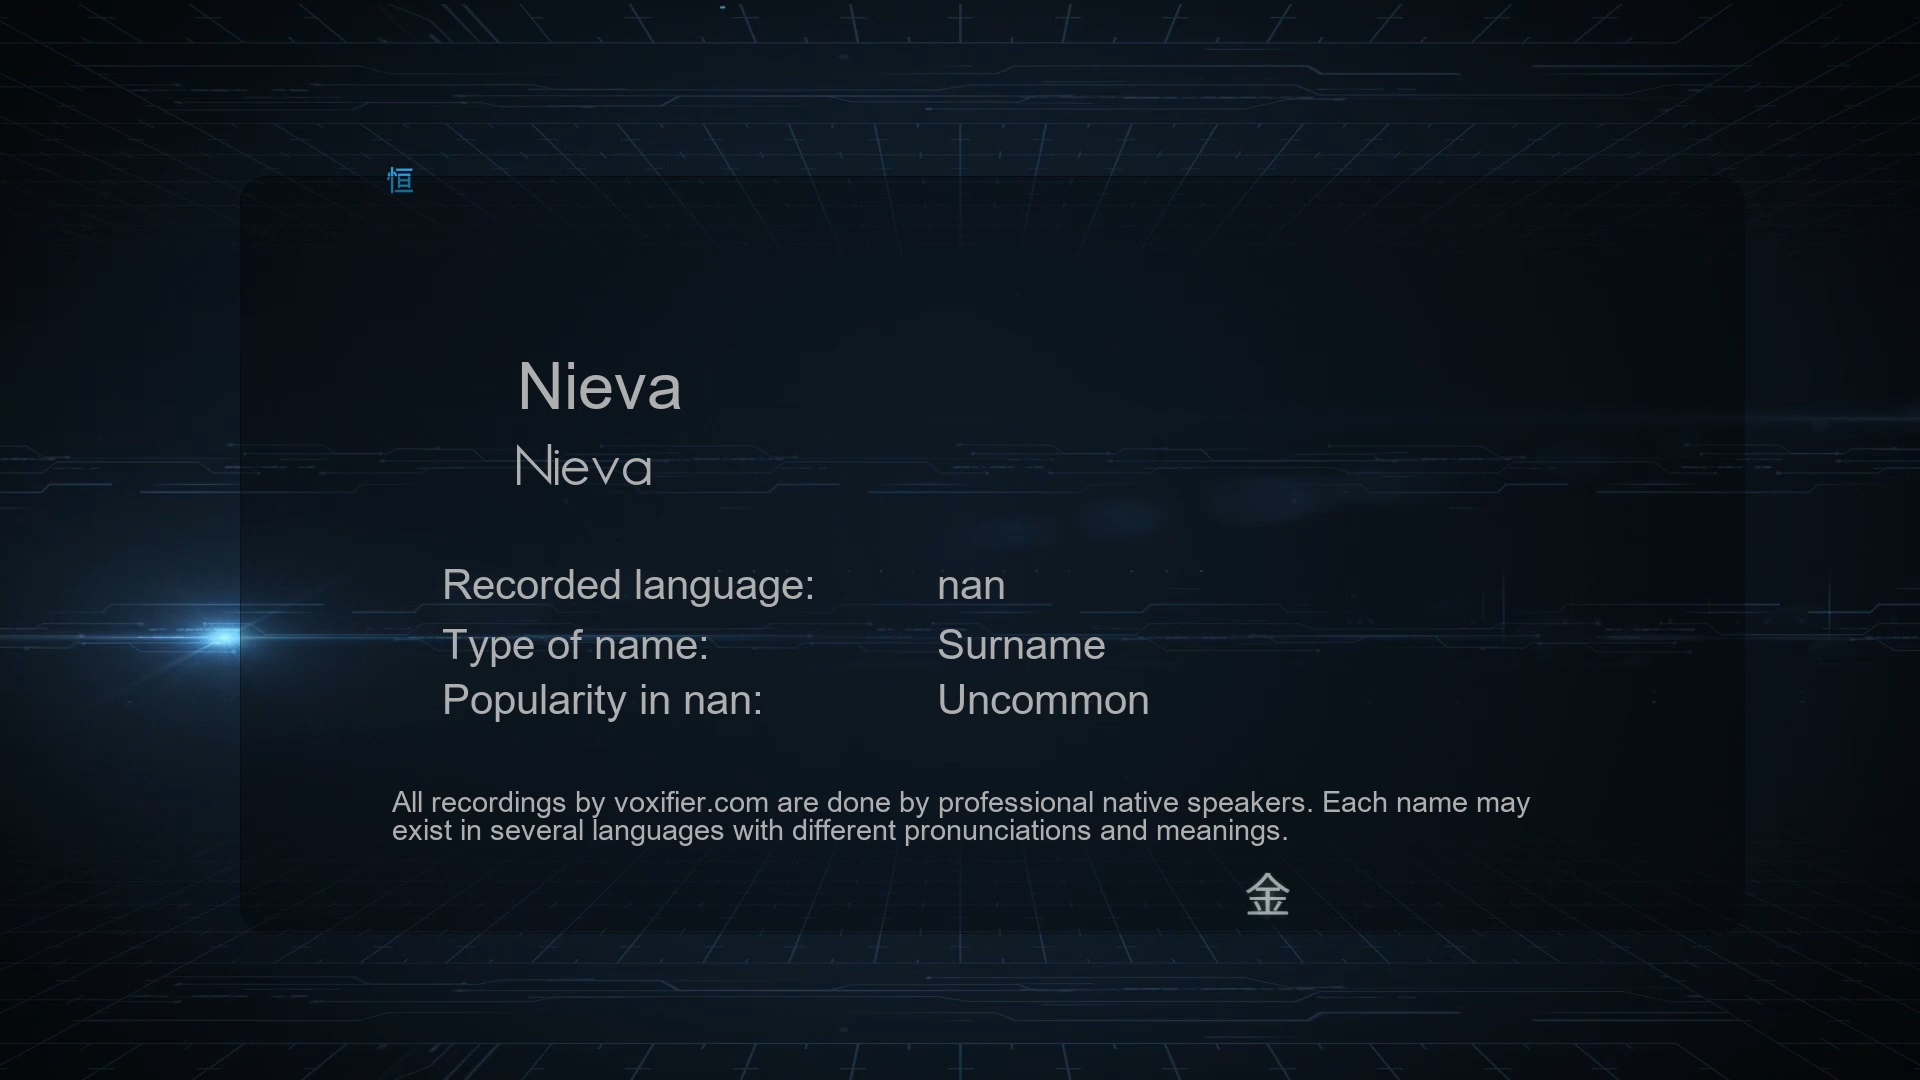 恒
Nieva
Nieva
Recorded language: nan
Type of name: Surname
Popularity in nan: Uncommon
All recordings by voxifier.com are done by professional native speakers. Each name may
exist in several languages with different pronunciations and meanings.
金